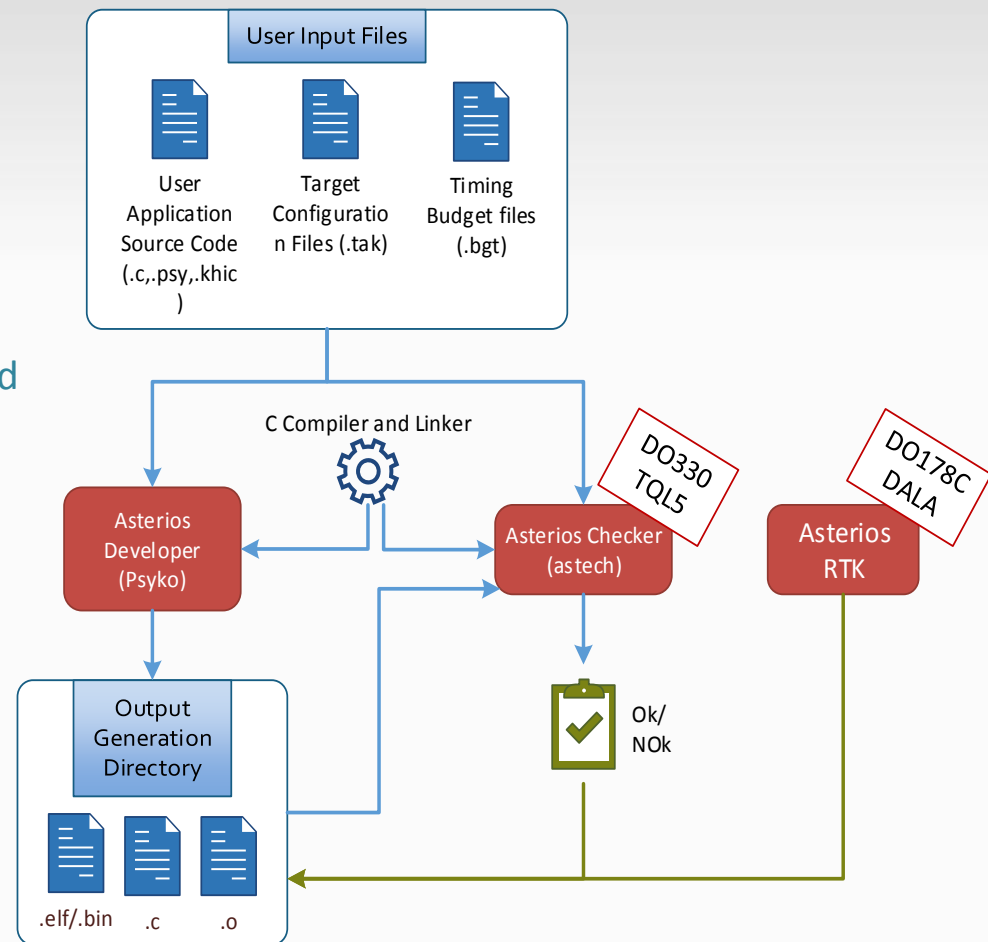 User Input Files
User
Application
Source Code
(.c,.psy,.khic
)
Target
Configuratio
n Files (.tak)
Timing
Budget files
(.bgt)
d
C Compiler and Linker
DO330
TQL5
DO178C
DALA
Asterios
Developer
(Psyko)
Asterios Checker
(astech)
Asterios
RTK
Output
Generation
Directory
Ok/
NOk
.elf/.bin
.c
.o